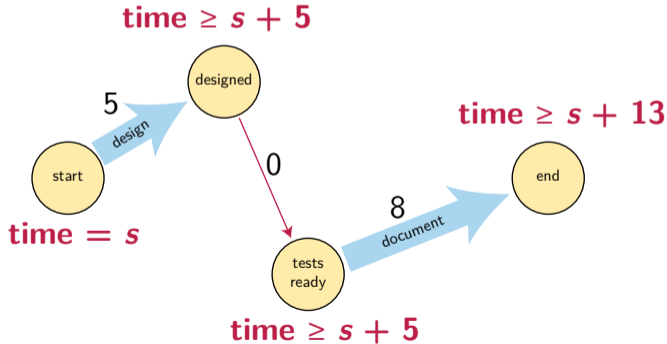 time ≥ s + 5
designed
5
design
start
time = s
0
time ≥ s + 13
end
8
document
tests
ready
time ≥ s + 5